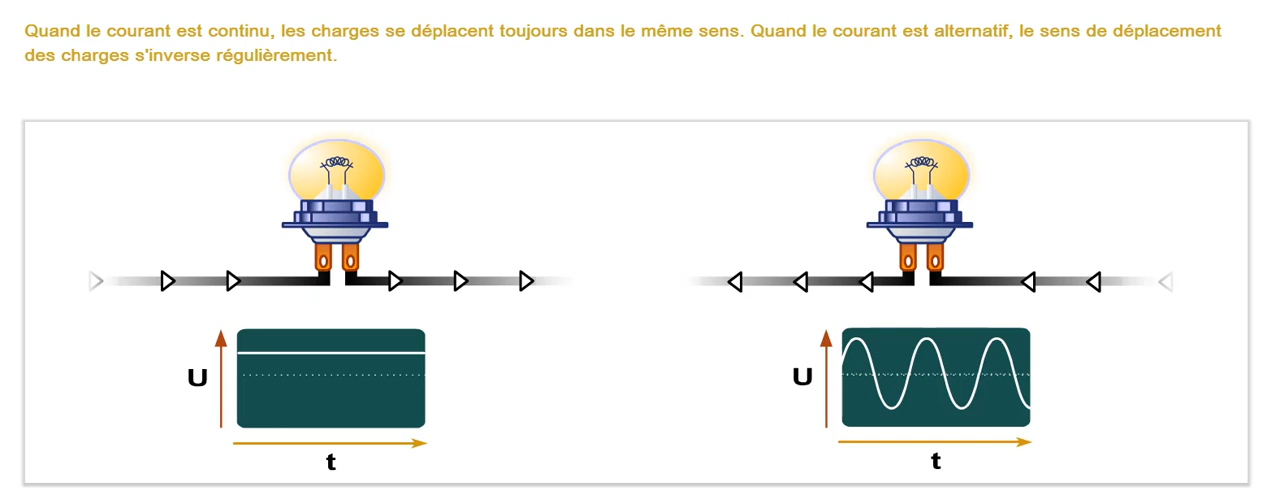 Quand le courant est continu, les charges se déplacent toujours dans le même sens. Quand le courant est alternatif, le sens de déplacement
des charges s'inverse régulièrement.
U
t
U
t